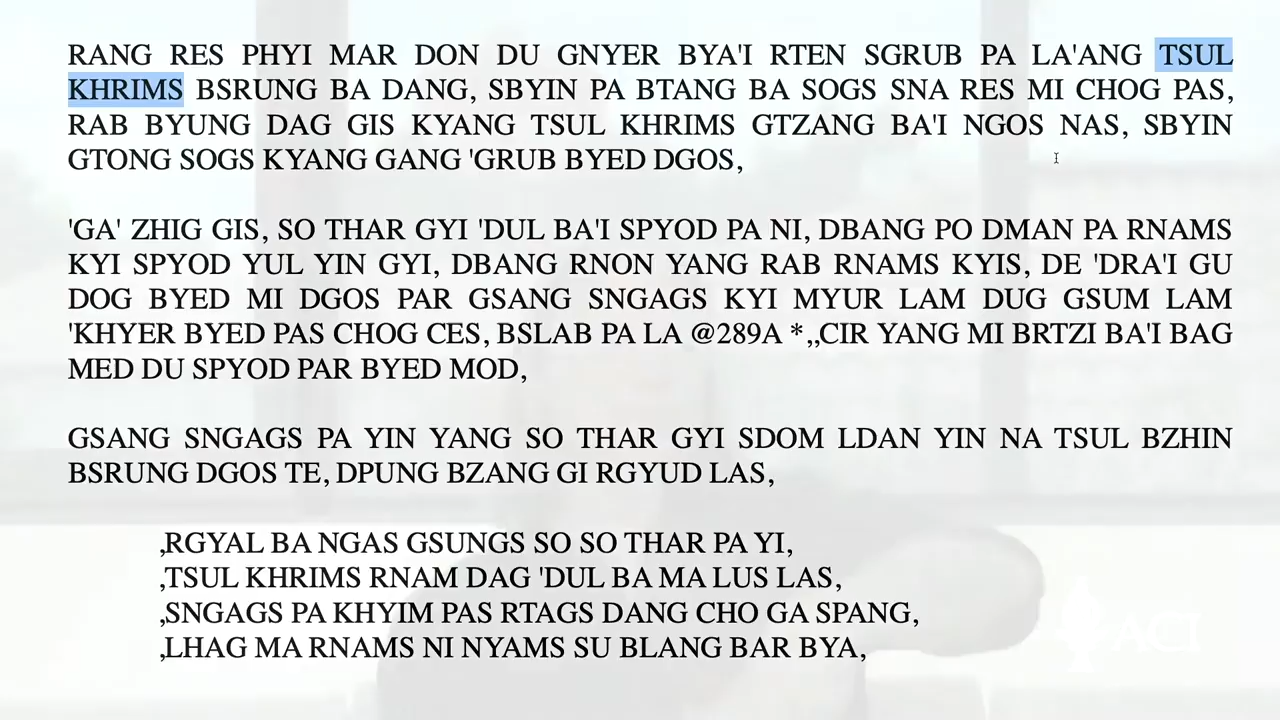 RANG RES PHYI MAR DON DU GNYER BYA'I RTEN SGRUB PA LA'ANG TSUL
KHRIMS BSRUNG BA DANG, SBYIN PA BTANG BA SOGS SNA RES MI CHOG PAS,
RAB BYUNG DAG GIS KYANG TSUL KHRIMS GTZANG BA'I NGOS NAS, SBYIN
GTONG SOGS KYANG GANG 'GRUB BYED DGOS,
'GA' ZHIG GIS, SO THAR GYI 'DUL BA'I SPYOD PA NI, DBANG PO DMAN PA RNAMS
KYI SPYOD YUL YIN GYI, DBANG RNON YANG RAB RNAMS KYIS, DE 'DRA'I GU
DOG BYED MI DGOS PAR GSANG SNGAGS KYI MYUR LAM DUG GSUM LAM
'KHYER BYED PAS CHOG CES, BSLAB PA LA @289A *,,CIR YANG MI BRTZI BA'I BAG
MED DU SPYOD PAR BYED MOD,
GSANG SNGAGS PA YIN YANG SO THAR GYI SDOM LDAN YIN NA TSUL BZHIN
BSRUNG DGOS TE, DPUNG BZANG GI RGYUD LAS,
,RGYAL BA NGAS GSUNGS SO SO THAR PA YI,
,TSUL KHRIMS RNAM DAG 'DUL BA MA LUS LAS,
,SNGAGS PA KHYIM PAS RTAGS DANG CHO GA SPANG,
,LHAG MA RNAMS NI NYAMS SU BLANG BAR BYA,
ACI